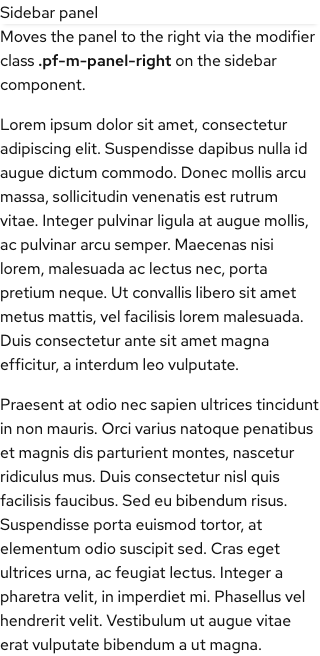 Sidebar panel
Moves the panel to the right via the modifier
class .pf-m-panel-right on the sidebar
component.
Lorem ipsum dolor sit amet, consectetur
adipiscing elit. Suspendisse dapibus nulla id
augue dictum commodo. Donec mollis arcu
massa, sollicitudin venenatis est rutrum
vitae. Integer pulvinar ligula at augue mollis,
ac pulvinar arcu semper. Maecenas nisi
lorem, malesuada ac lectus nec, porta
pretium neque. Ut convallis libero sit amet
metus mattis, vel facilisis lorem malesuada.
Duis consectetur ante sit amet magna
efficitur, a interdum leo vulputate.
Praesent at odio nec sapien ultrices tincidunt
in non mauris. Orci varius natoque penatibus
et magnis dis parturient montes, nascetur
ridiculus mus. Duis consectetur nisl quis
facilisis faucibus. Sed eu bibendum risus.
Suspendisse porta euismod tortor, at
elementum odio suscipit sed. Cras eget
ultrices urna, ac feugiat lectus. Integer a
pharetra velit, in imperdiet mi. Phasellus vel
hendrerit velit. Vestibulum ut augue vitae
erat vulputate bibendum a ut magna.